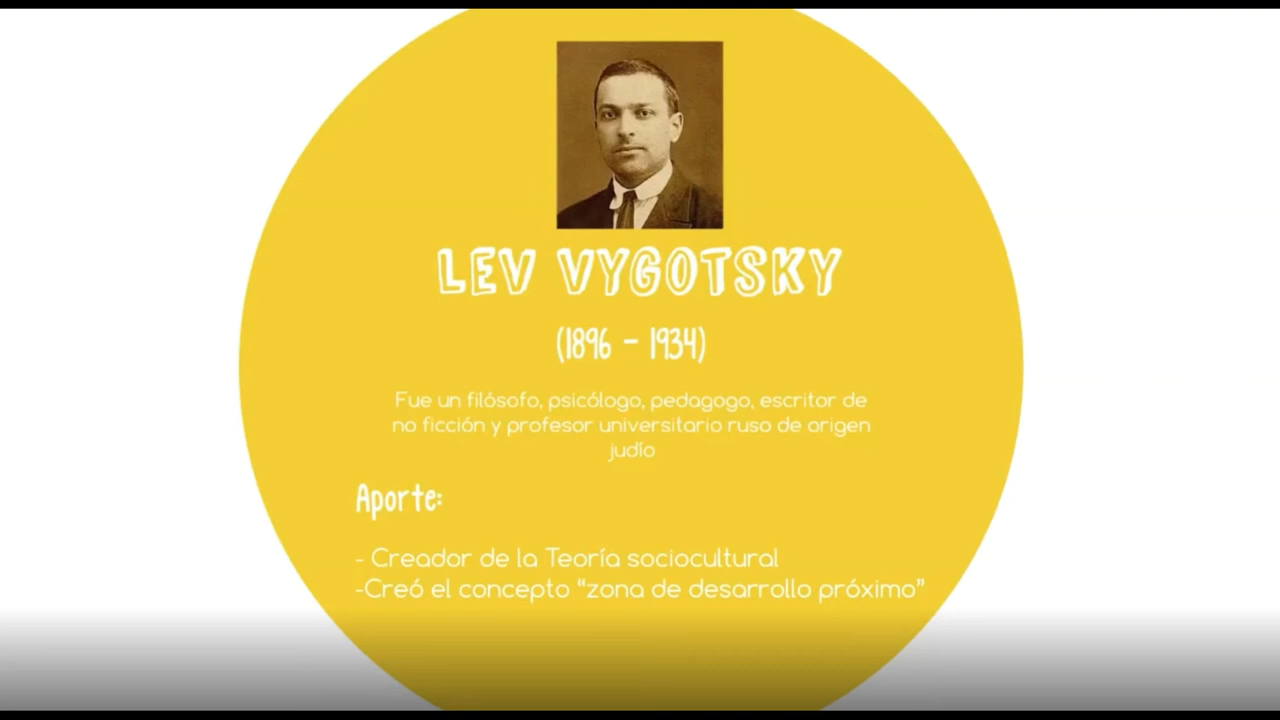 LEV VYGOTSKY
(1896 - 1934)
Fue un filósofo, psicólogo, pedagogo, escritor de
no ficción y profesor universitario ruso de origen
judío
Aporte:
- Creador de la Teoría sociocultural
-Creó el concepto “zona de desarrollo próximo”